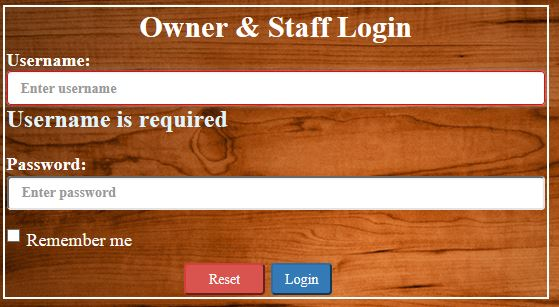 Owner & Staff Login
Username:
Enter username
Username is required
Password:
Enter password
Remember me
Reset Login